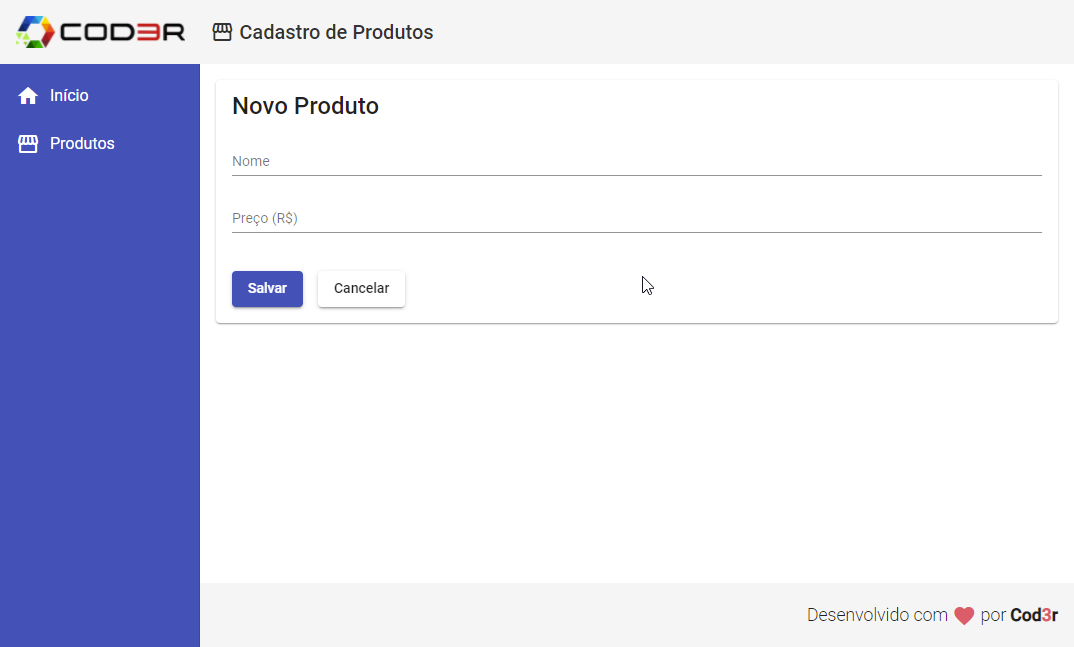 COD3R
Cadastro de Produtos
Início
Produtos
Novo Produto
Nome
Preço (R$)
Salvar
Cancelar
Desenvolvido com ❤ por Cod3r